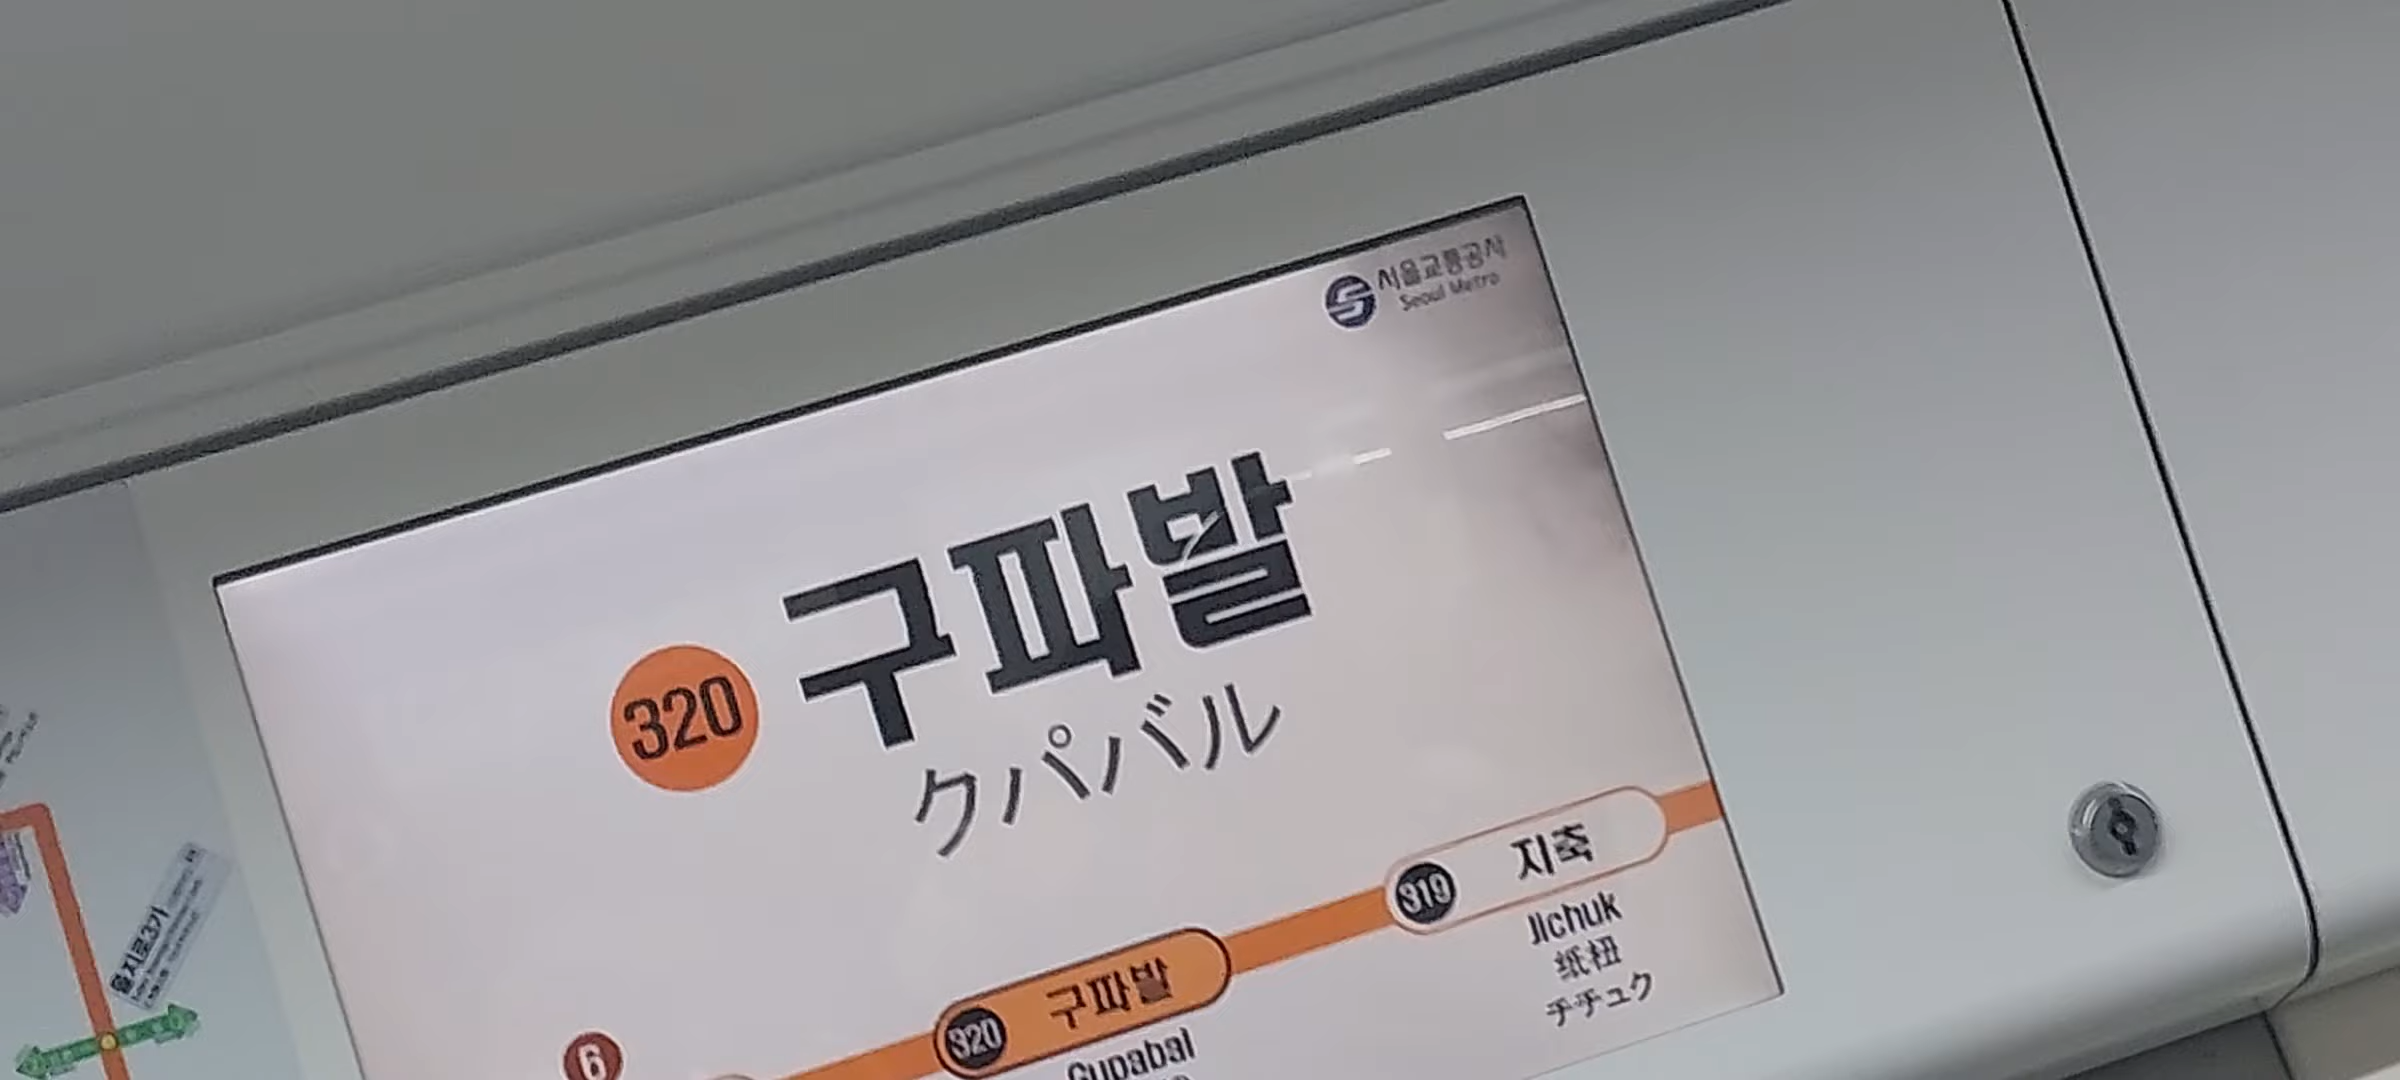 서울교통공사
Seoul Metro
320 구파발
クパバル
319 지축
Jichuk
纸杻
チチュク
320 구파발
Gupabal
6
을지로3가